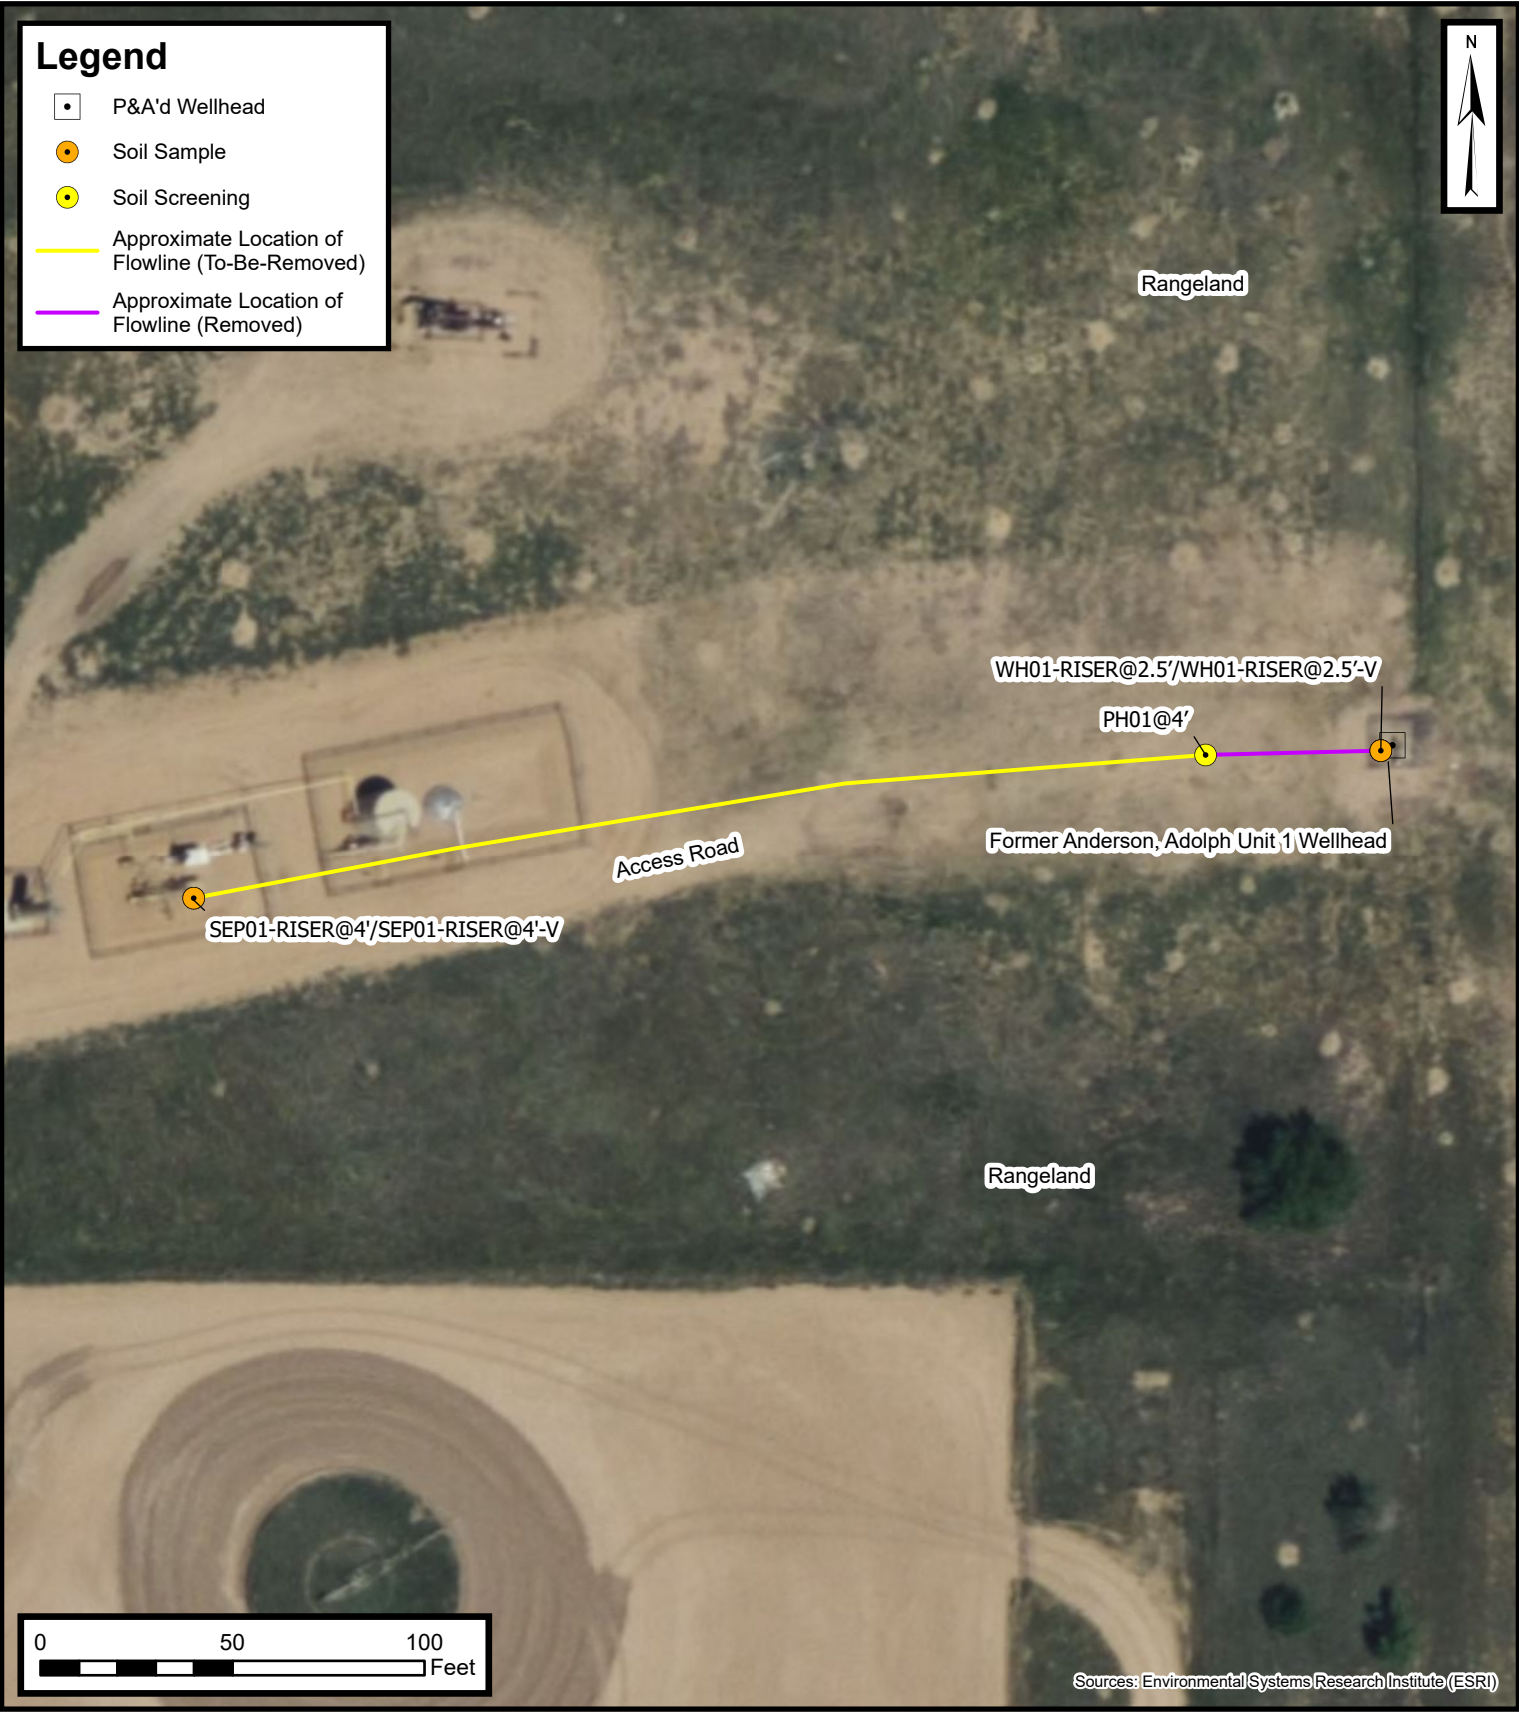 Legend
P&A'd Wellhead
Soil Sample
Soil Screening
Approximate Location of
Flowline (To-Be-Removed)
Approximate Location of
Flowline (Removed)
N
Rangeland
WH01-RISER@2.5’/WH01-RISER@2.5’-V
PH01@4’
Former Anderson, Adolph Unit 1 Wellhead
Access Road
SEP01-RISER@4'/SEP01-RISER@4'-V
Rangeland
0 50 100
Feet
Sources: Environmental Systems Research Institute (ESRI)